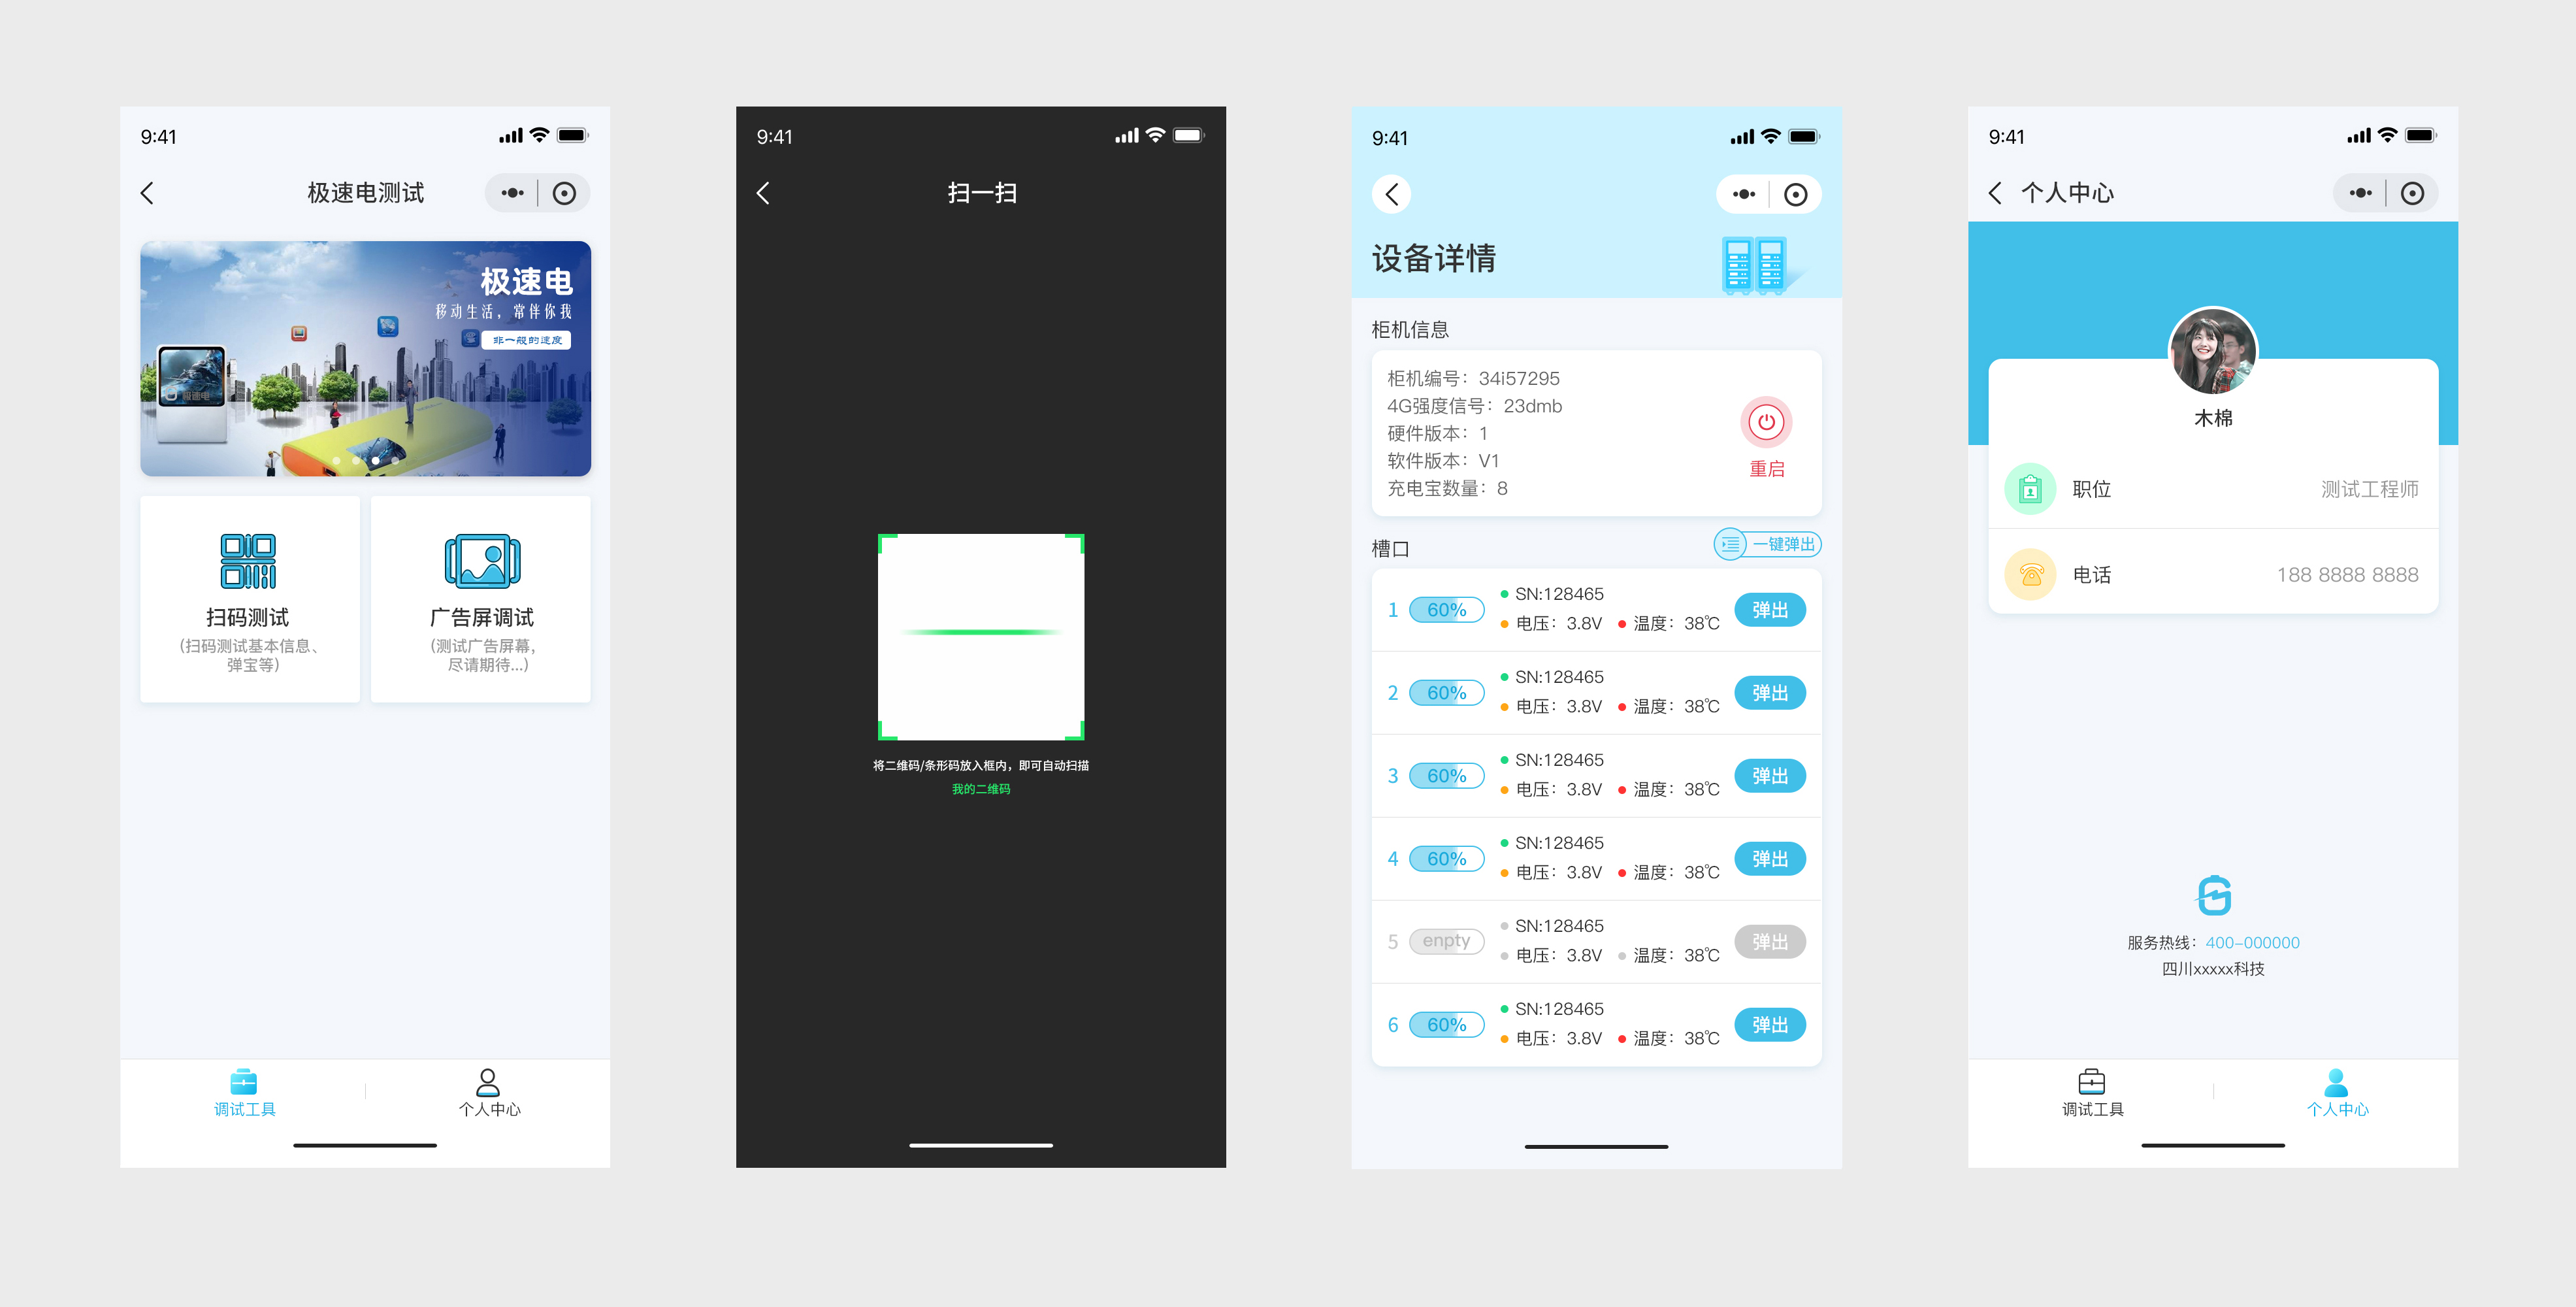 9:41
极速电测试
极速电
移动生活，常伴你我
非一般的速度
极速电
扫码测试
(扫码测试基本信息、
弹宝等)
广告屏调试
(测试广告屏幕，
尽请期待...)
调试工具
个人中心
9:41
扫一扫
将二维码/条形码放入框内，即可自动扫描
我的二维码
9:41
设备详情
柜机信息
柜机编号：34i57295
4G强度信号：23dmb
硬件版本：1
软件版本：V1
充电宝数量：8
重启
槽口
一键弹出
1 60% SN:128465
电压：3.8V 温度：38℃ 弹出
2 60% SN:128465
电压：3.8V 温度：38℃ 弹出
3 60% SN:128465
电压：3.8V 温度：38℃ 弹出
4 60% SN:128465
电压：3.8V 温度：38℃ 弹出
5 enpty SN:128465
电压：3.8V 温度：38℃ 弹出
6 60% SN:128465
电压：3.8V 温度：38℃ 弹出
9:41
个人中心
木棉
职位 测试工程师
电话 188 8888 8888
服务热线：400-000000
四川xxxxx科技
调试工具
个人中心